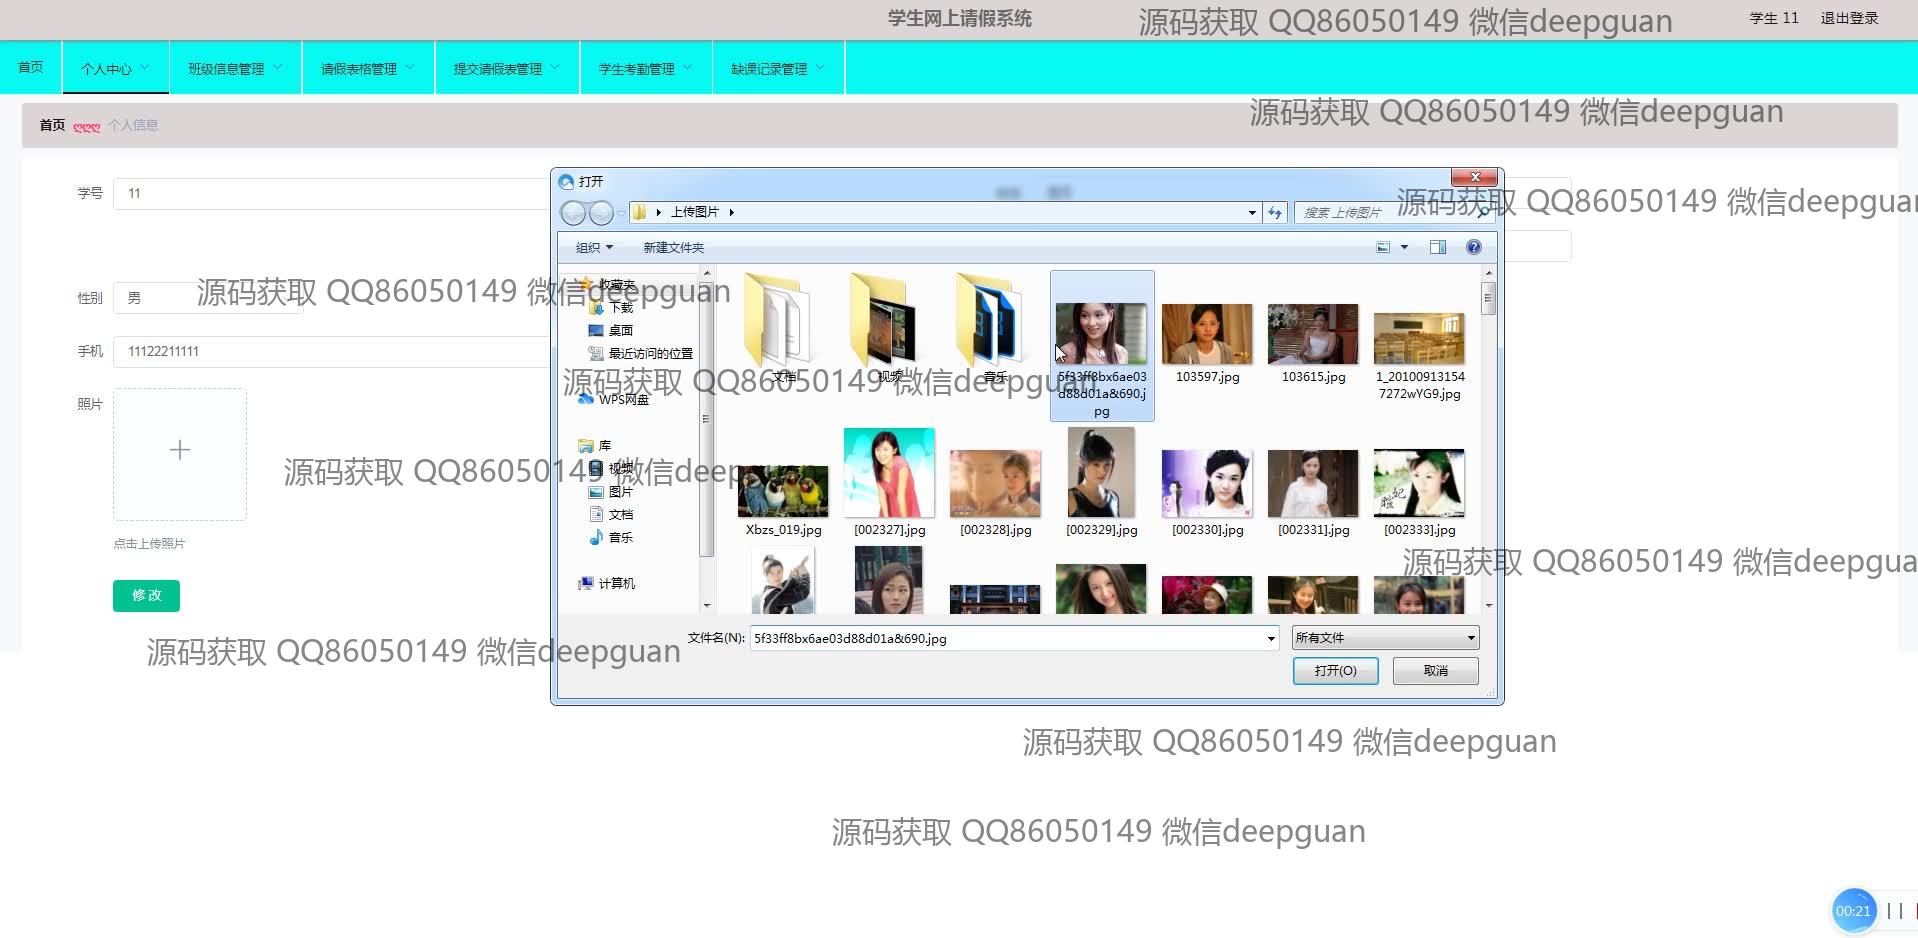 学生网上请假系统
源码获取 QQ86050149 微信deepguan
学生 11
退出登录
首页
个人中心
班级信息管理
请假表格管理
提交请假表管理
学生考勤管理
缺课记录管理
源码获取 QQ86050149 微信deepguan
首页
个人信息
打开
学号
11
上传图片
搜索 上传图片
源码获取 QQ86050149 微信deepguan
组织
新建文件夹
收藏夹
性别
男
源码获取 QQ86050149 微信deepguan
下载
桌面
手机
11122211111
最近访问的位置
文档
视频
音乐
5f33ff8bx6ae03
d88d01a&690.j
pg
103597.jpg
103615.jpg
1_20100913154
7272wYG9.jpg
源码获取 QQ86050149 微信deepguan
照片
WPS网盘
库
源码获取 QQ86050149 微信deepguan
视频
图片
文档
音乐
Xbzs_019.jpg
[002327].jpg
[002328].jpg
[002329].jpg
[002330].jpg
[002331].jpg
[002333].jpg
点击上传照片
源码获取 QQ86050149 微信deepgua
计算机
修改
文件名(N):
5f33ff8bx6ae03d88d01a&690.jpg
所有文件
源码获取 QQ86050149 微信deepguan
打开(O)
取消
源码获取 QQ86050149 微信deepguan
源码获取 QQ86050149 微信deepguan
00:21